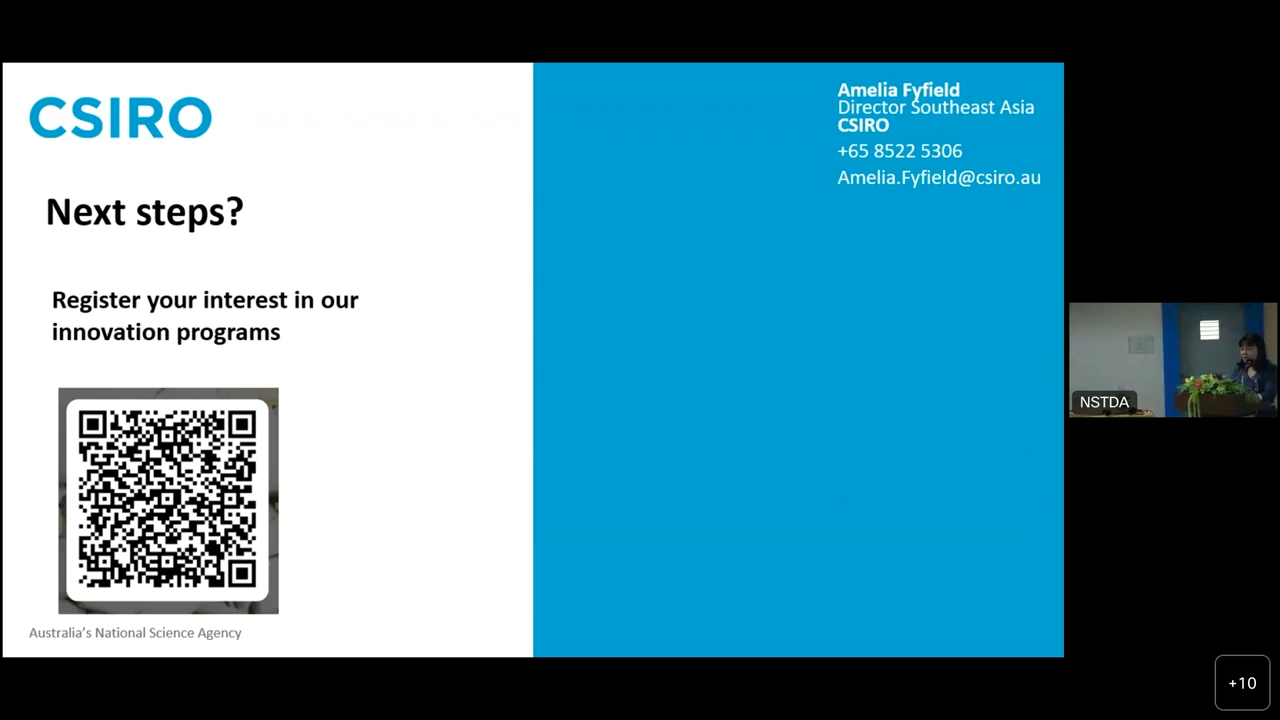 CSIRO
Next steps?
Register your interest in our
innovation programs
Australia's National Science Agency
Amelia Fyfield
Director Southeast Asia
CSIRO
+65 8522 5306
Amelia.Fyfield@csiro.au
NSTDA
+10